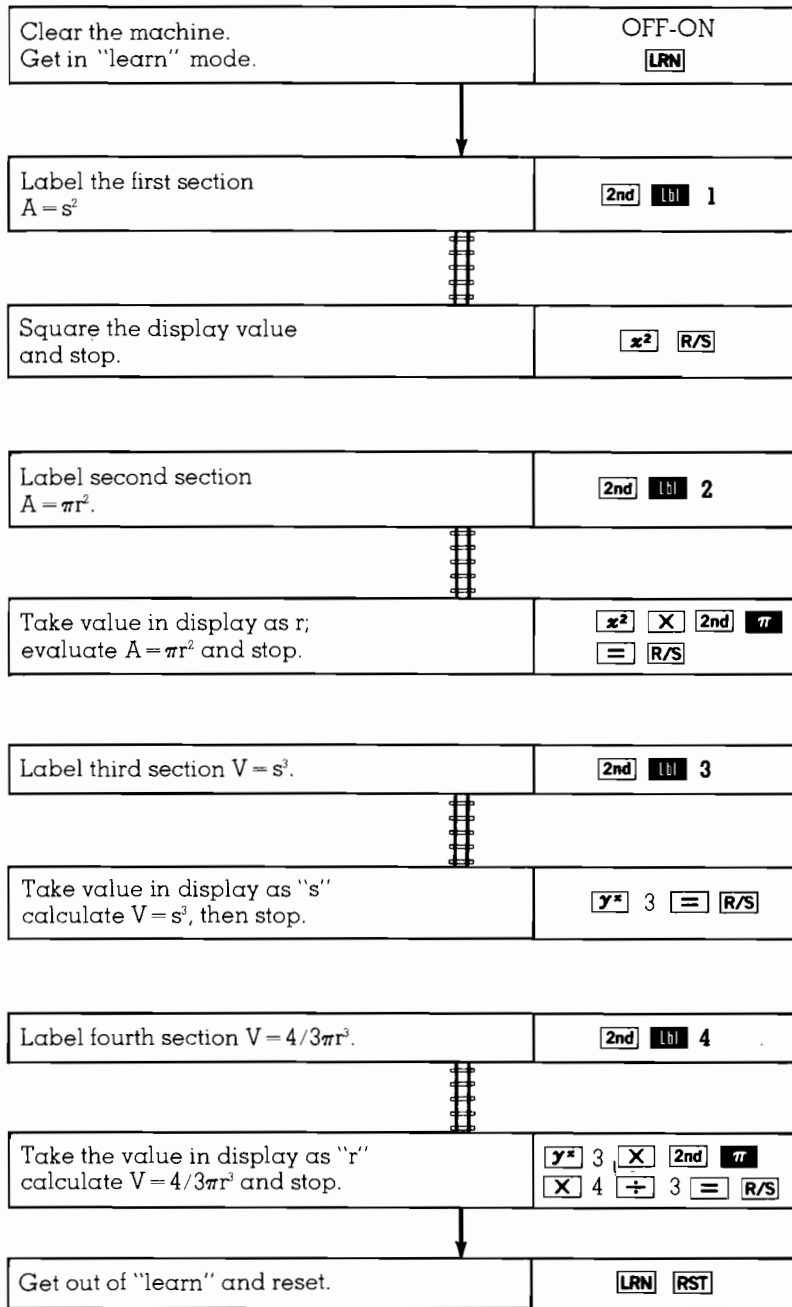 Clear the machine.
Get in "learn" mode.
OFF-ON
LRN
Label the first section
A = s²
2nd Lbl 1
Square the display value
and stop.
x² R/S
Label second section
A = πr².
2nd Lbl 2
Take value in display as r;
evaluate A = πr² and stop.
x² X 2nd π
= R/S
Label third section V = s³.
2nd Lbl 3
Take value in display as "s"
calculate V = s³, then stop.
yˣ 3 = R/S
Label fourth section V = 4/3πr³.
2nd Lbl 4
Take the value in display as "r"
calculate V = 4/3πr³ and stop.
yˣ 3 X 2nd π
X 4 ÷ 3 = R/S
Get out of "learn" and reset.
LRN RST